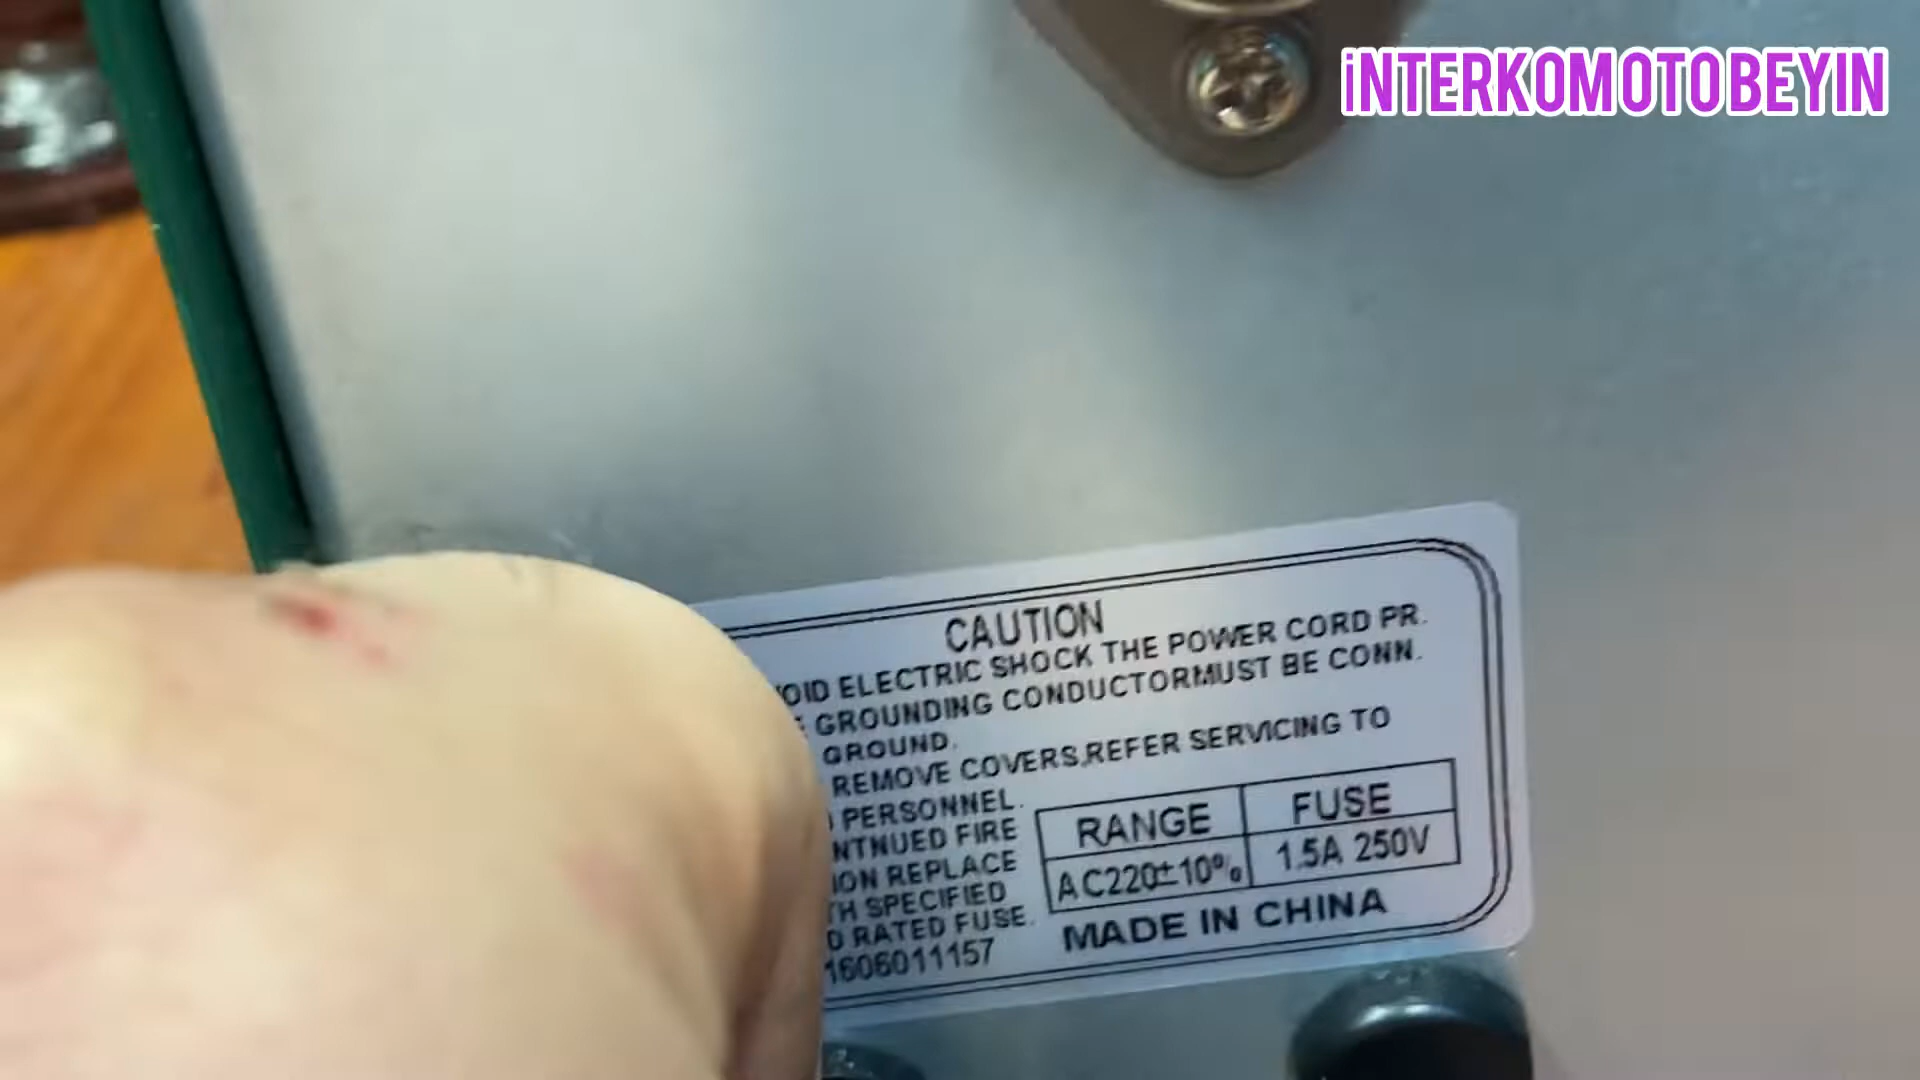 iNTERKOMOTOBEYIN
CAUTION
OID ELECTRIC SHOCK THE POWER CORD PR.
GROUNDING CONDUCTORMUST BE CONN.
GROUND.
REMOVE COVERS,REFER SERVICING TO
PERSONNEL.
NTNUED FIRE
ION REPLACE
TH SPECIFIED
D RATED FUSE.
1606011157
RANGE FUSE
AC220±10% 1.5A 250V
MADE IN CHINA